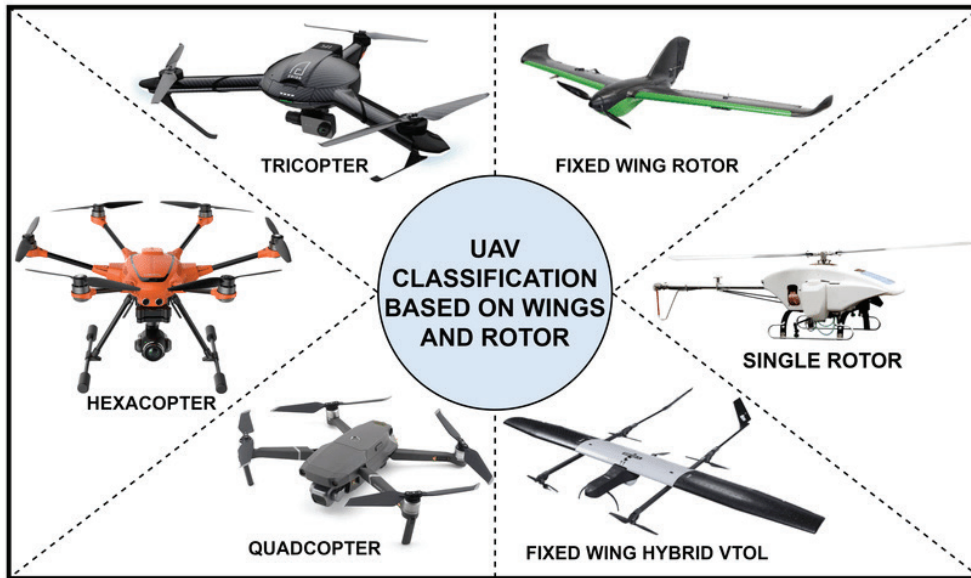 TRICOPTER
FIXED WING ROTOR
UAV
CLASSIFICATION
BASED ON WINGS
AND ROTOR
HEXACOPTER
SINGLE ROTOR
QUADCOPTER
FIXED WING HYBRID VTOL